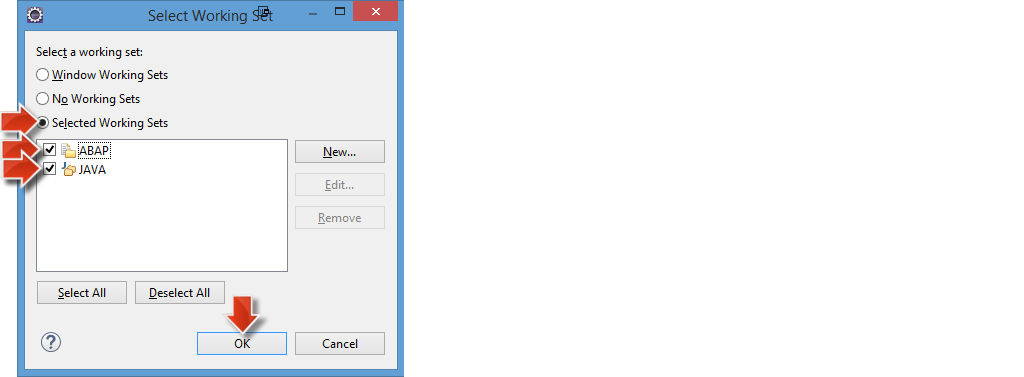 Select Working Set
Select a working set:
Window Working Sets
No Working Sets
Selected Working Sets
ABAP
JAVA
New...
Edit...
Remove
Select All
Deselect All
OK
Cancel